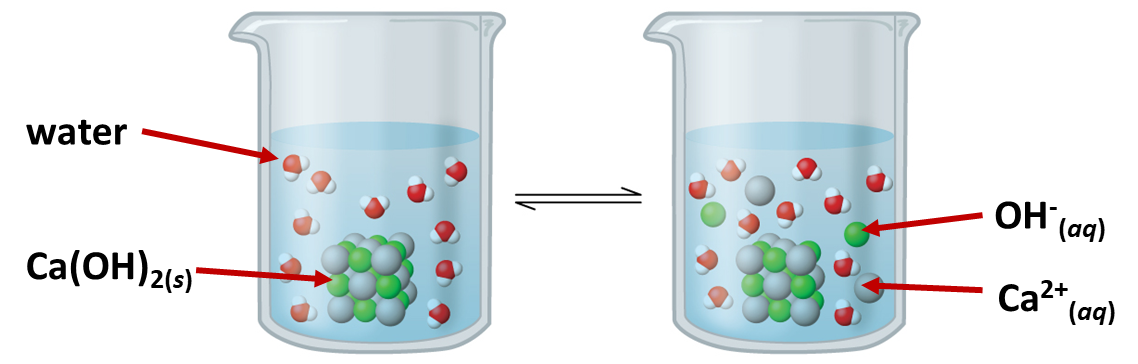 water
Ca(OH)₂₍ₛ₎
OH⁻₍aq₎
Ca²⁺₍aq₎